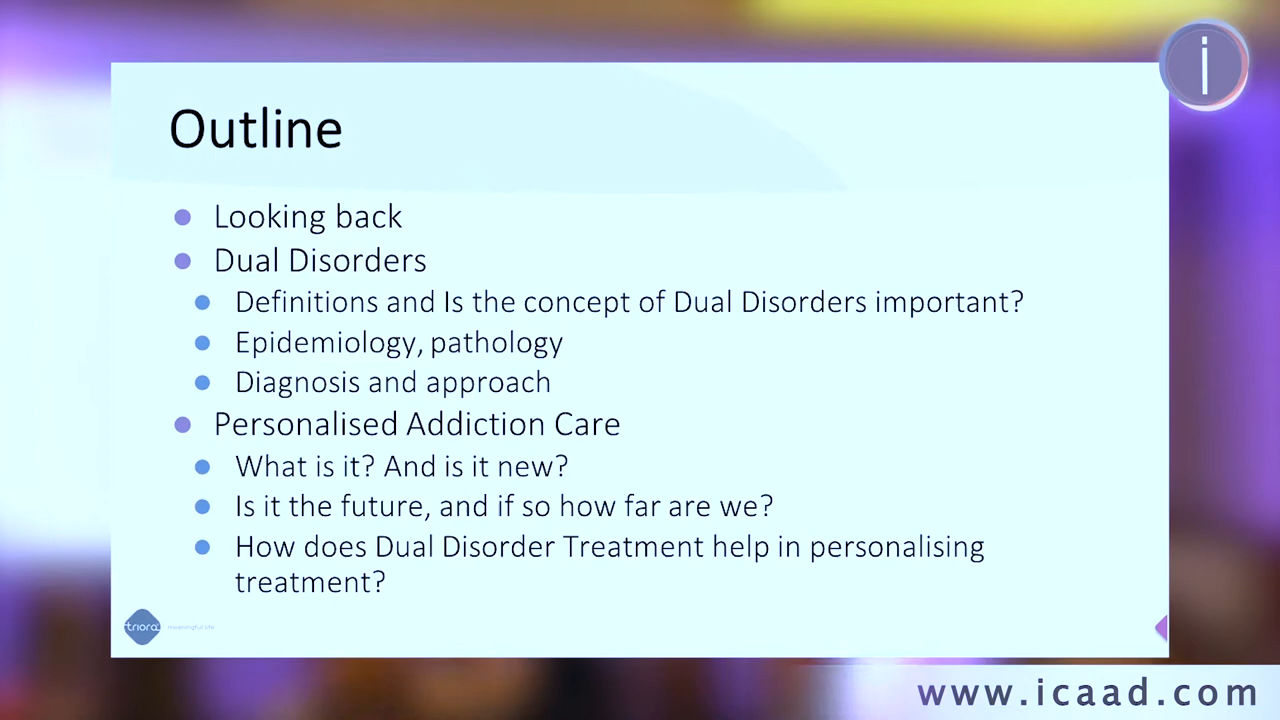 i
Outline
Looking back
Dual Disorders
Definitions and Is the concept of Dual Disorders important?
Epidemiology, pathology
Diagnosis and approach
Personalised Addiction Care
What is it? And is it new?
Is it the future, and if so how far are we?
How does Dual Disorder Treatment help in personalising
treatment?
triora
meaningful life
www.icaad.com